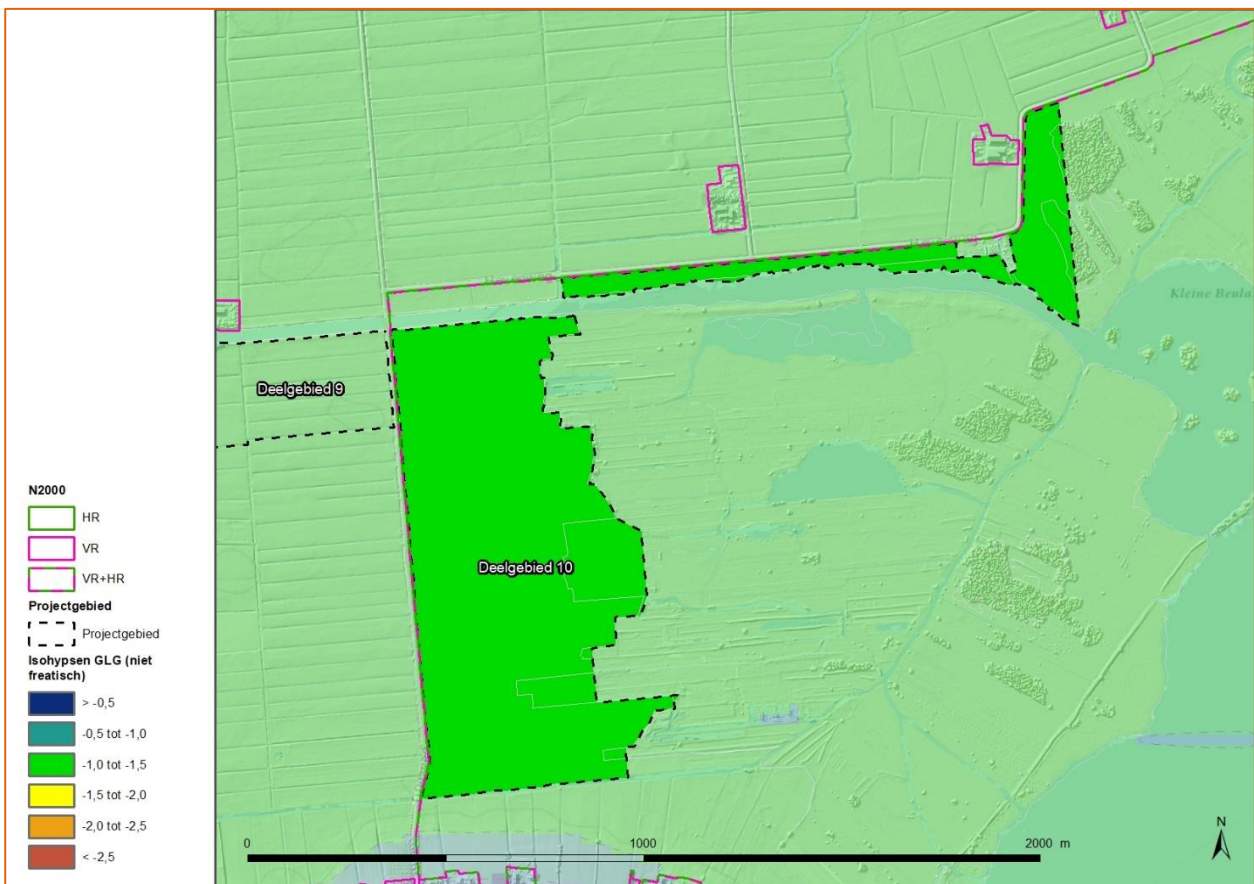 Kleine Beula
Deelgebied 9
Deelgebied 10
N2000
HR
VR
VR+HR
Projectgebied
Projectgebied
Isohypsen GLG (niet
freatisch)
> -0,5
-0,5 tot -1,0
-1,0 tot -1,5
-1,5 tot -2,0
-2,0 tot -2,5
< -2,5
0
1000
2000 m
N